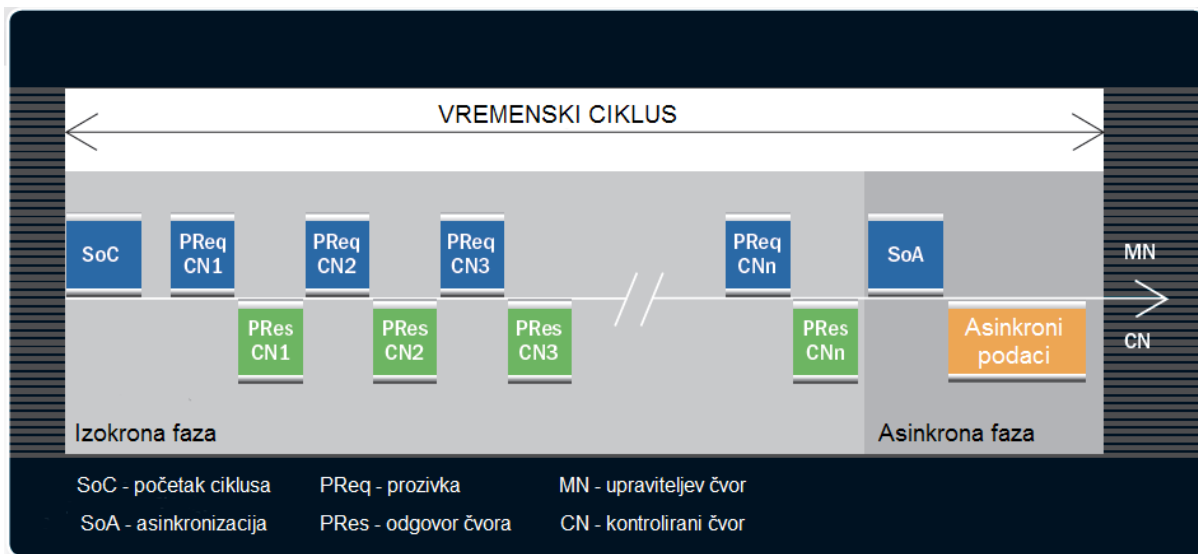 VREMENSKI CIKLUS
SoC
PReq
CN1
PReq
CN2
PReq
CN3
PReq
CNn
SoA
MN
PRes
CN1
PRes
CN2
PRes
CN3
PRes
CNn
Asinkroni
podaci
CN
Izokrona faza
Asinkrona faza
SoC - početak ciklusa
PReq - prozivka
MN - upraviteljev čvor
SoA - asinkronizacija
PRes - odgovor čvora
CN - kontrolirani čvor